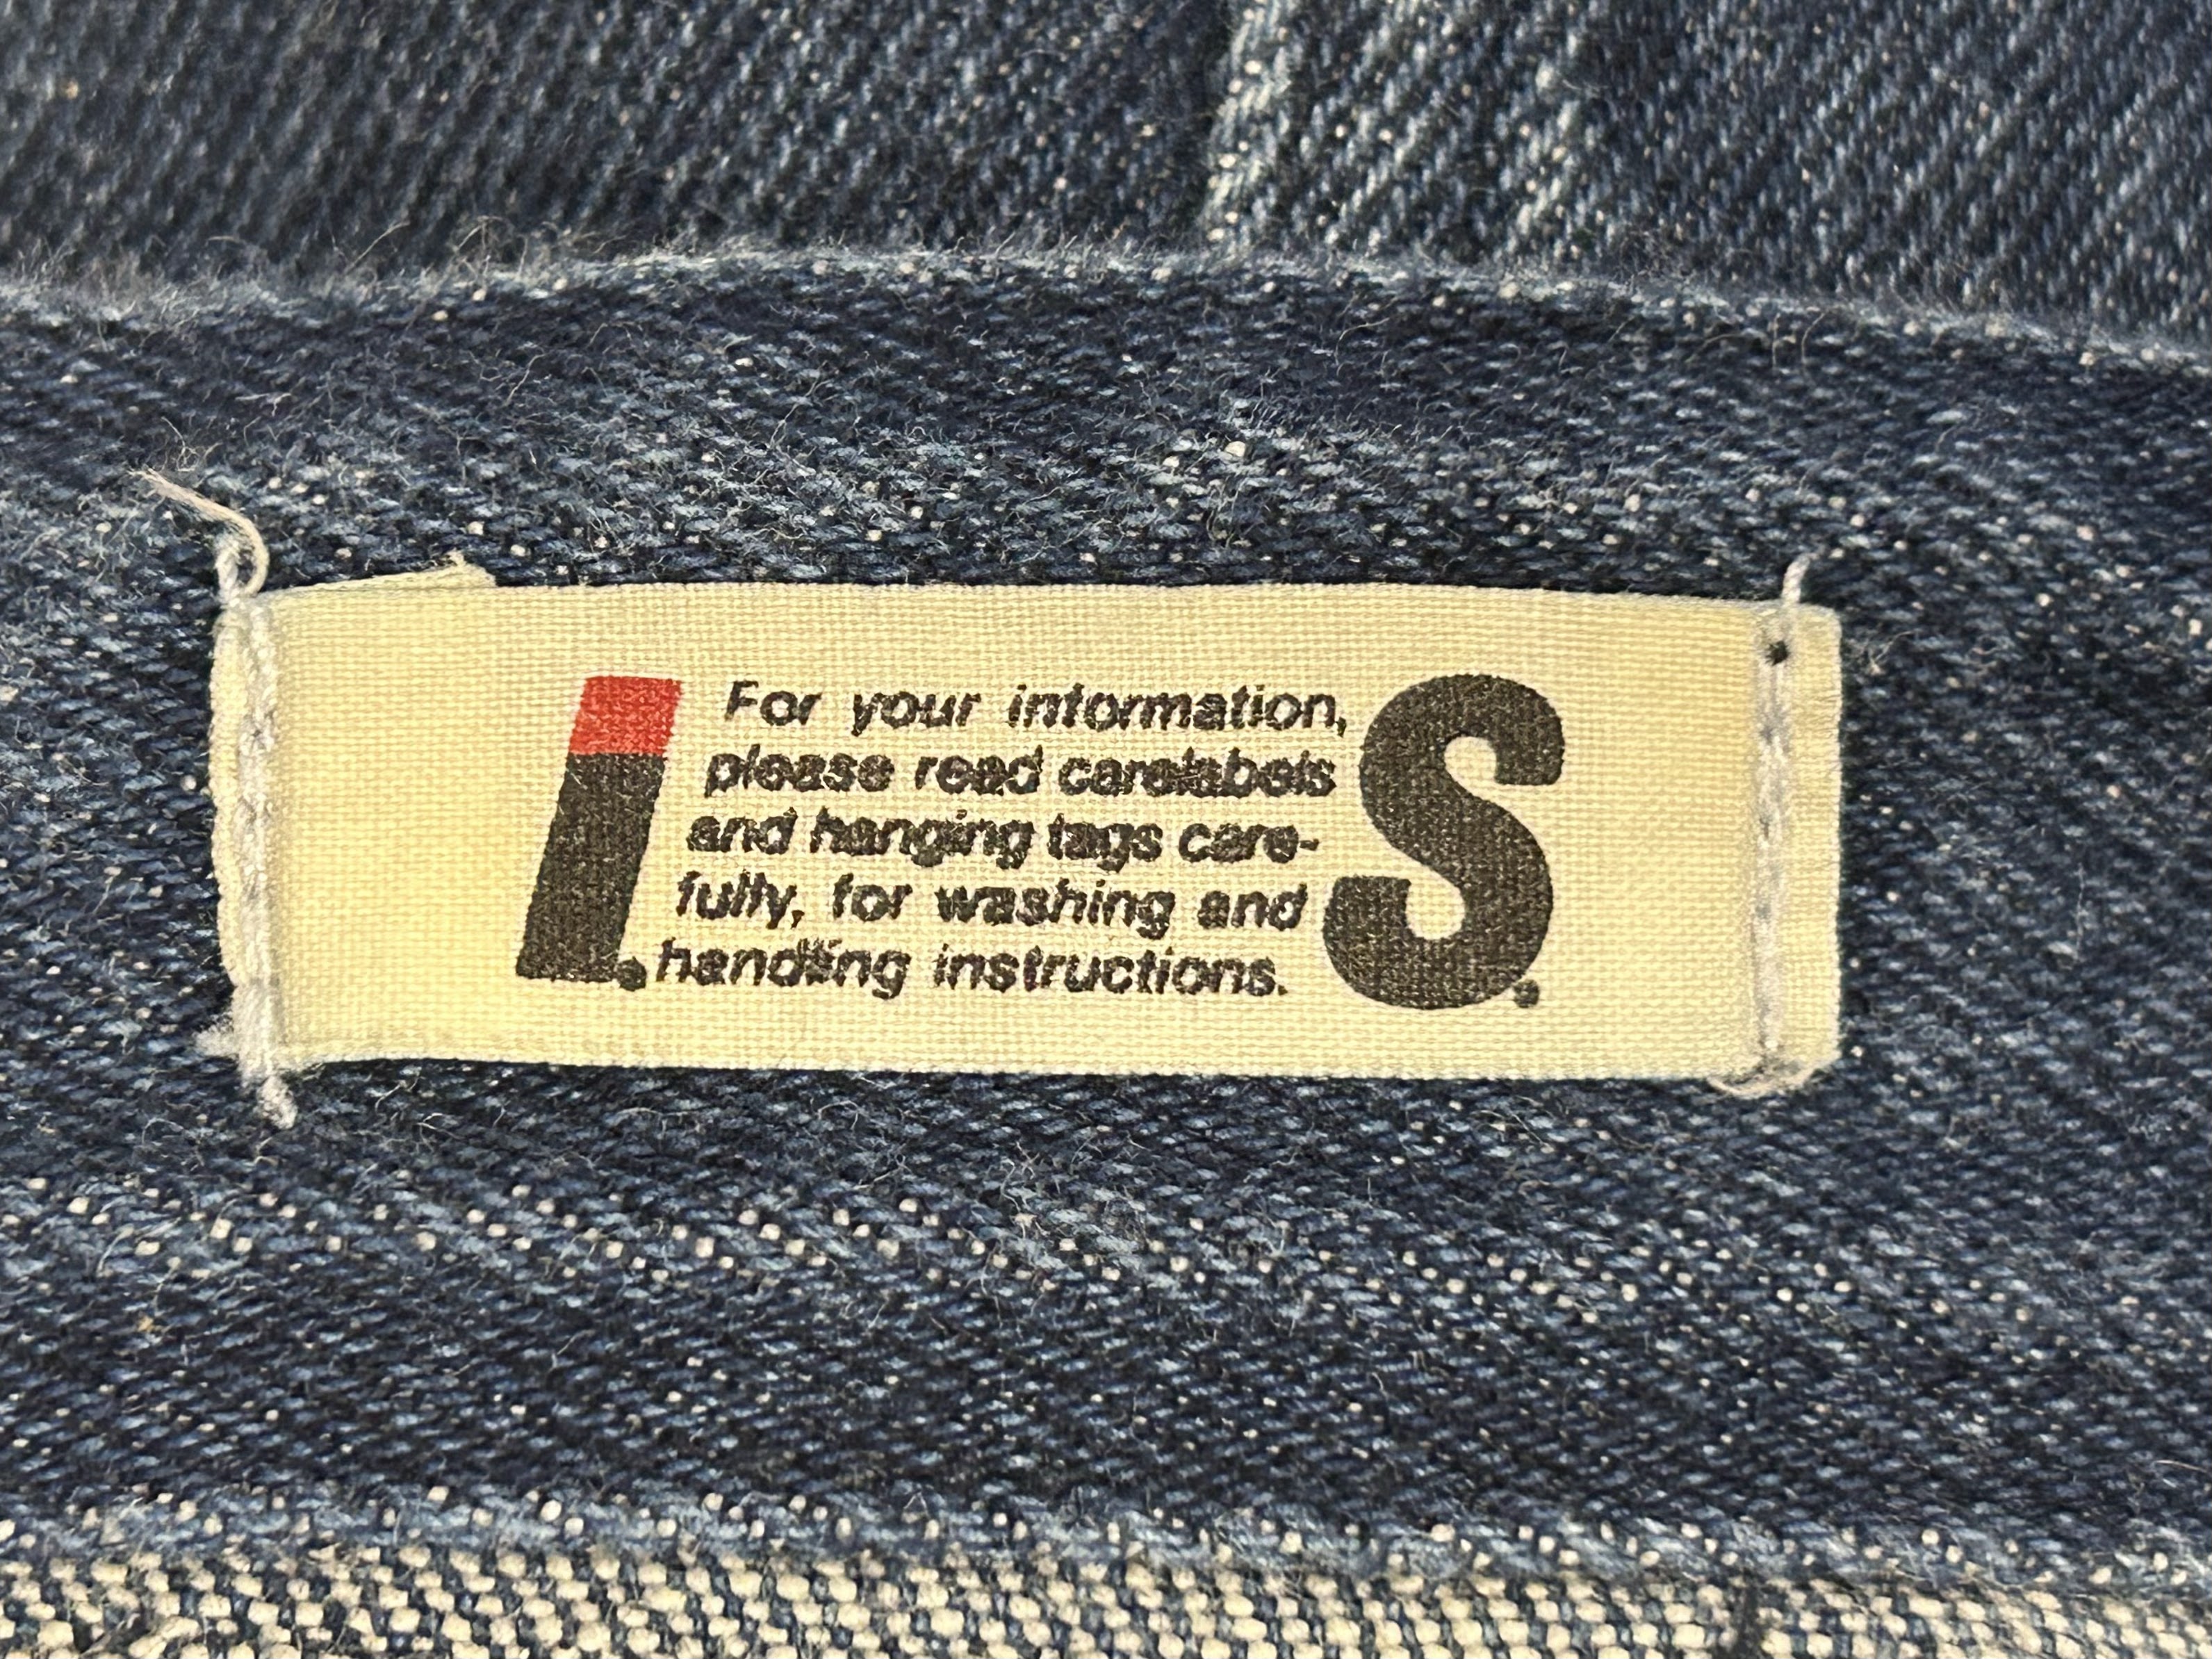 I. S.
For your information,
please read carelabels
and hanging tags care-
fully, for washing and
handling instructions.